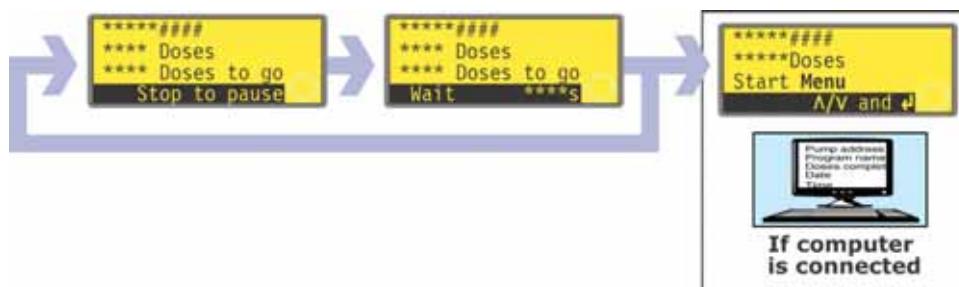 *****####
**** Doses
**** Doses to go
Stop to pause
*****####
**** Doses
**** Doses to go
Wait ****s
*****####
*****Doses
Start Menu
Λ/V and ↵
Pump address
Program name
Doses complet
Date
Time
If computer
is connected